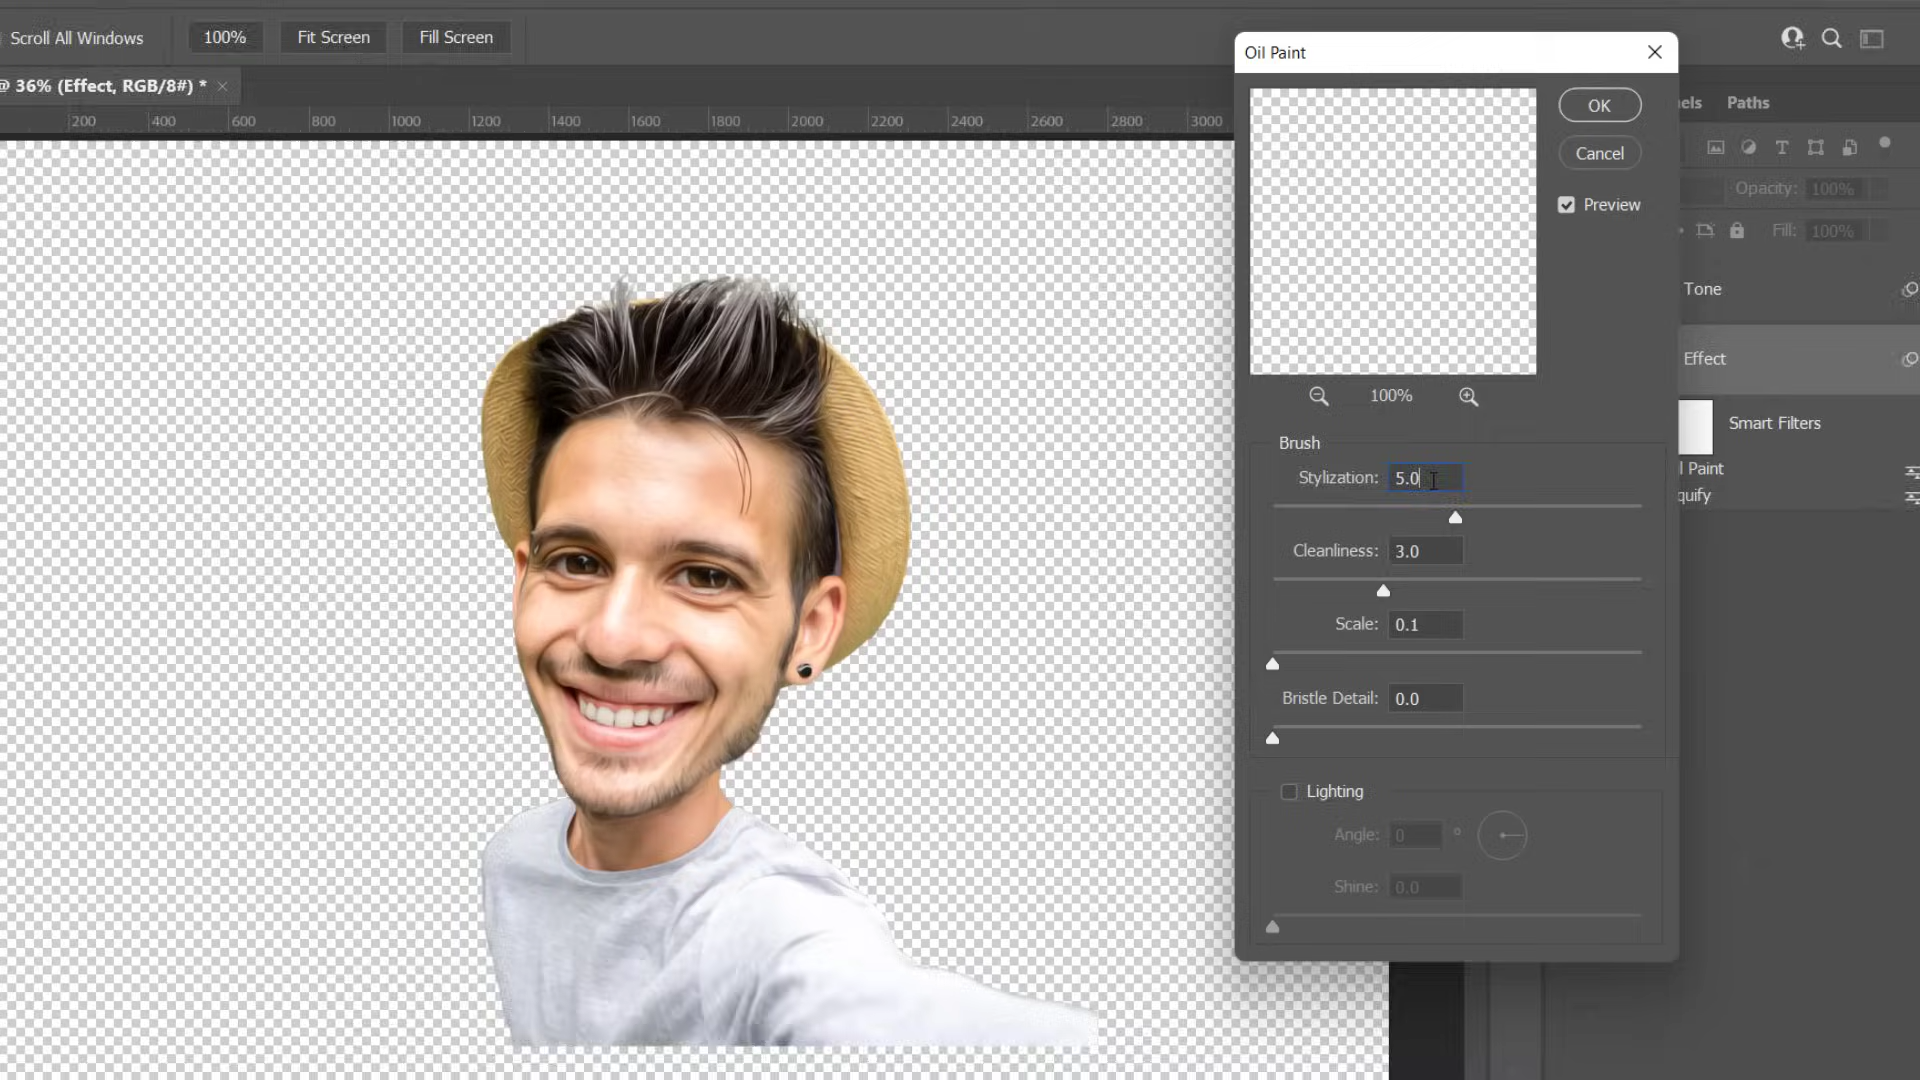 Scroll All Windows 100% Fit Screen Fill Screen
@ 36% (Effect, RGB/8#) * ×
200 400 600 800 1000 1200 1400 1600 1800 2000 2200 2400 2600 2800 3000
Oil Paint
OK
Cancel
Preview
100%
Brush
Stylization: 5.0
Cleanliness: 3.0
Scale: 0.1
Bristle Detail: 0.0
Lighting
Angle: 0 °
Shine: 0.0
nels Paths
T
Opacity: 100%
Fill: 100%
Tone
Effect
Smart Filters
l Paint
quify